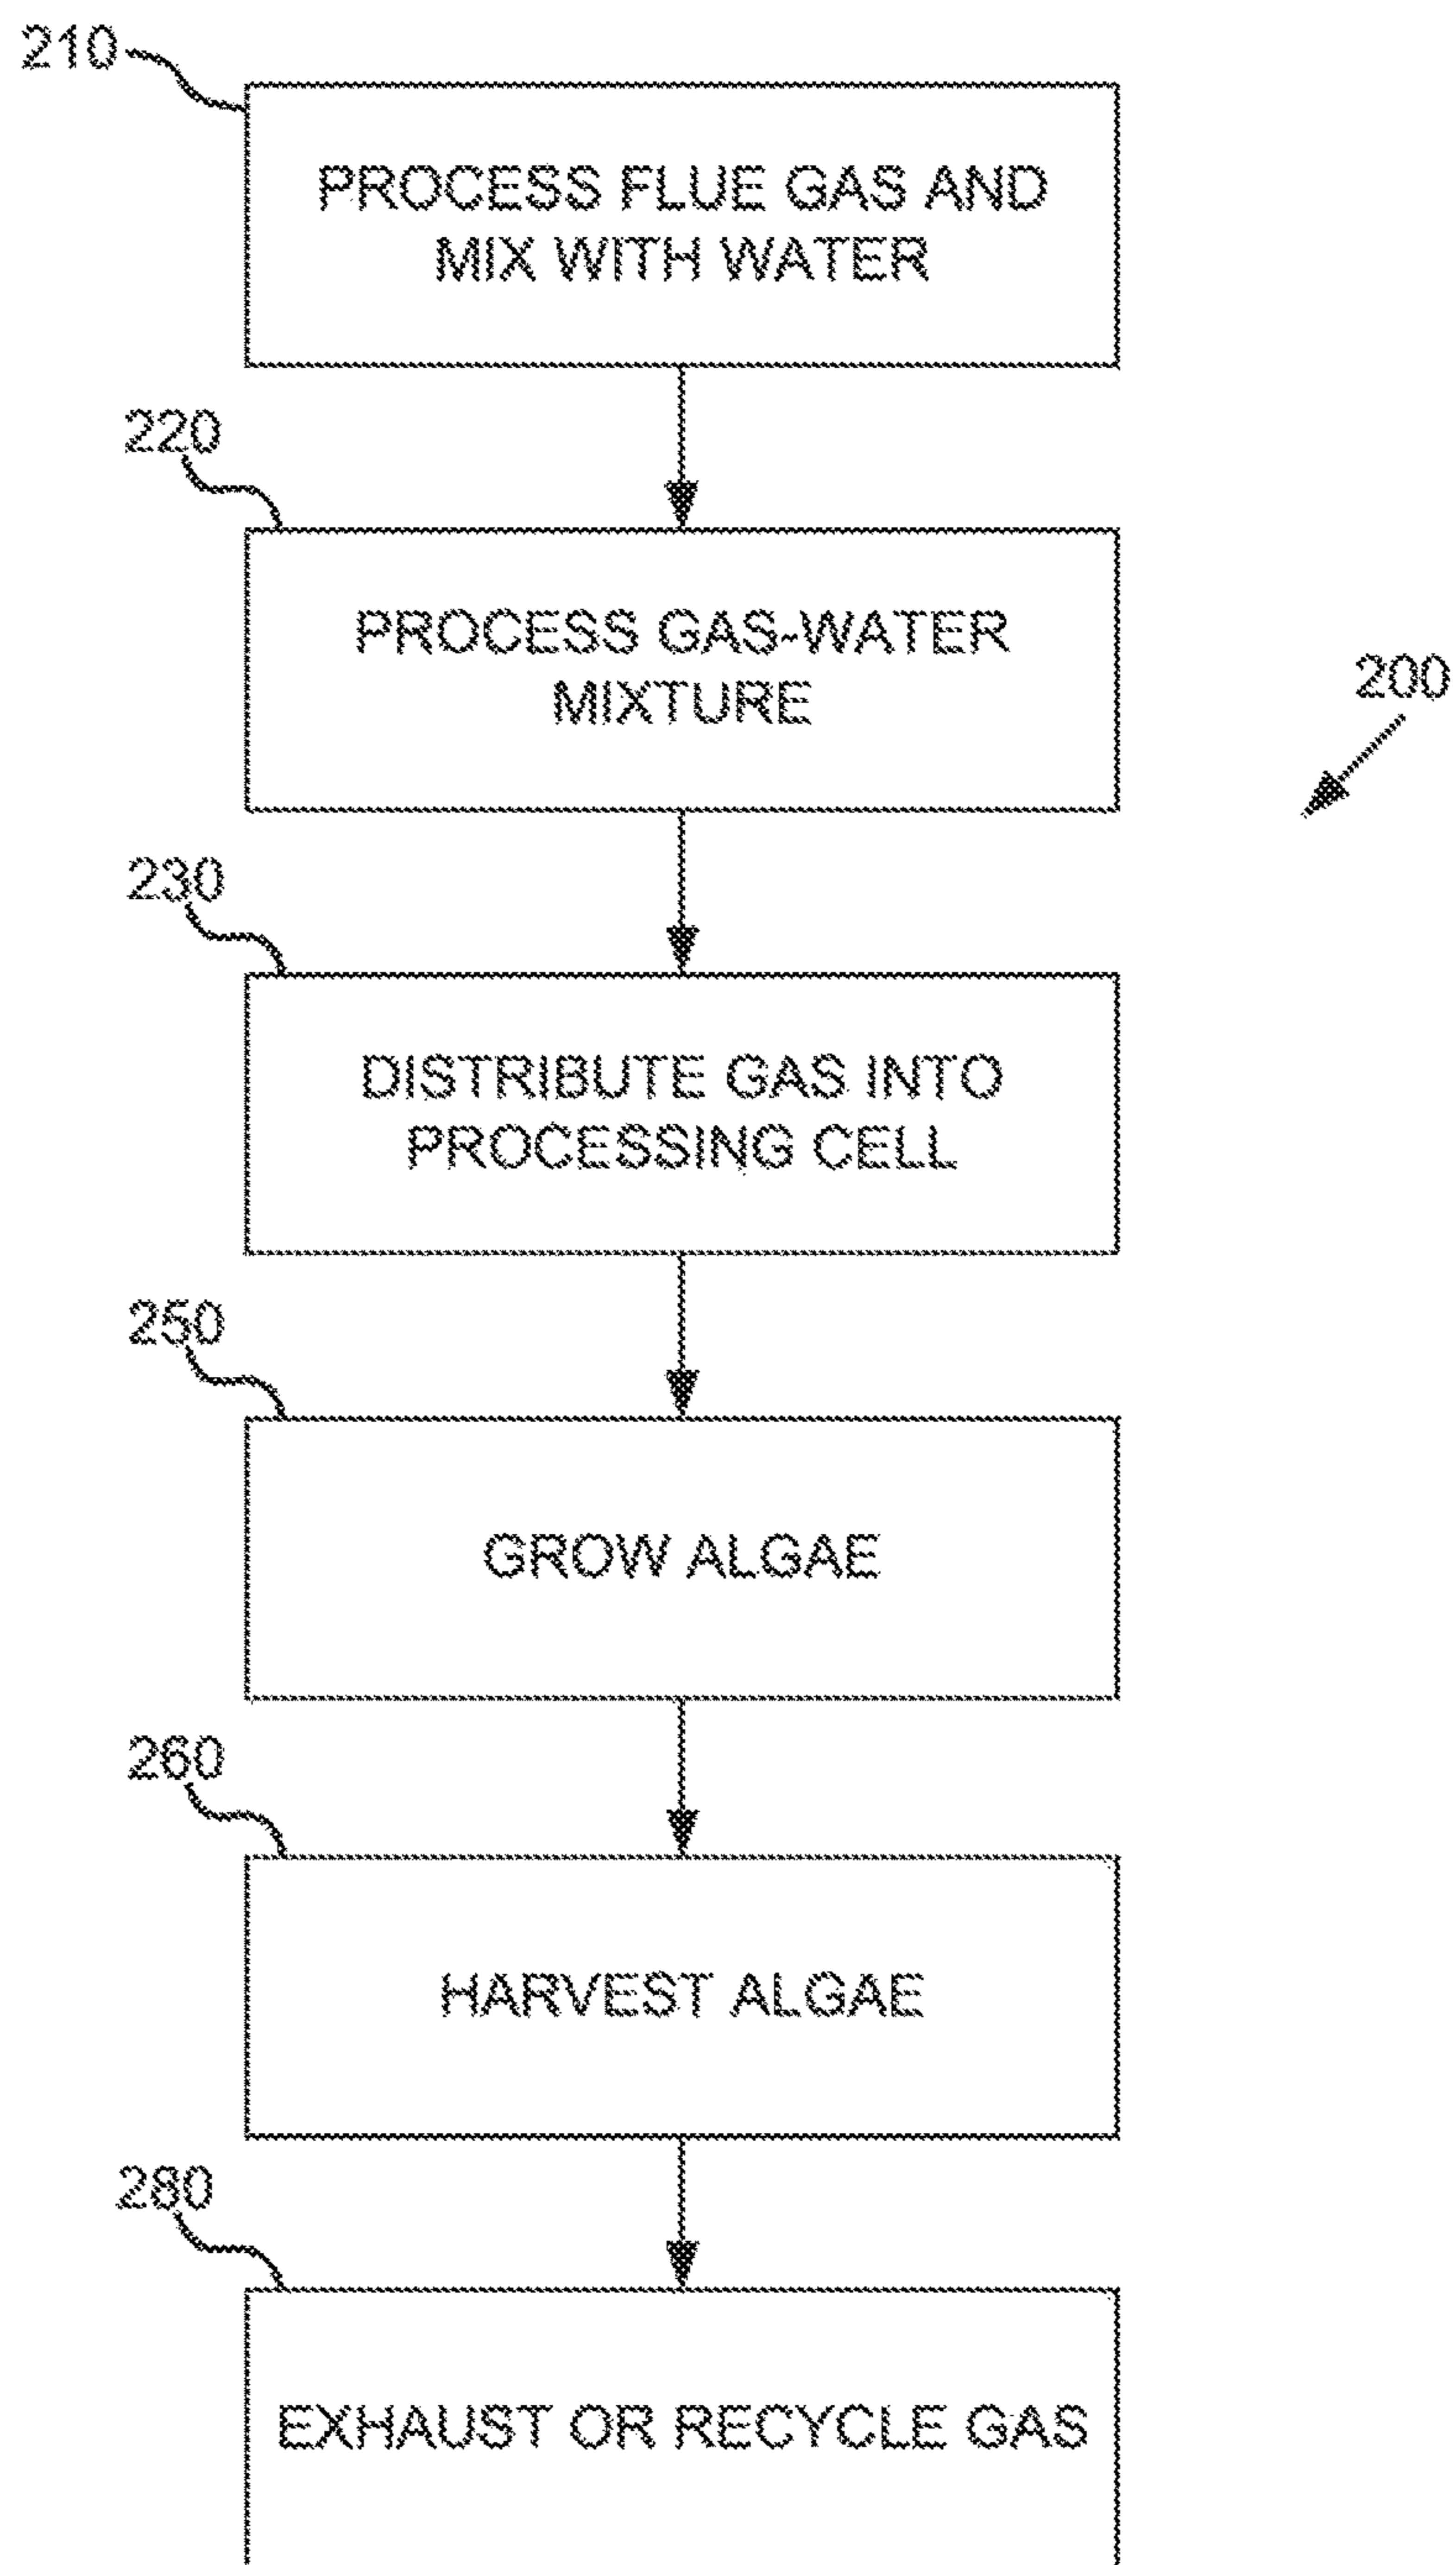 210
PROCESS FLUE GAS AND
MIX WITH WATER
220
PROCESS GAS-WATER
MIXTURE
200
230
DISTRIBUTE GAS INTO
PROCESSING CELL
250
GROW ALGAE
260
HARVEST ALGAE
280
EXHAUST OR RECYCLE GAS